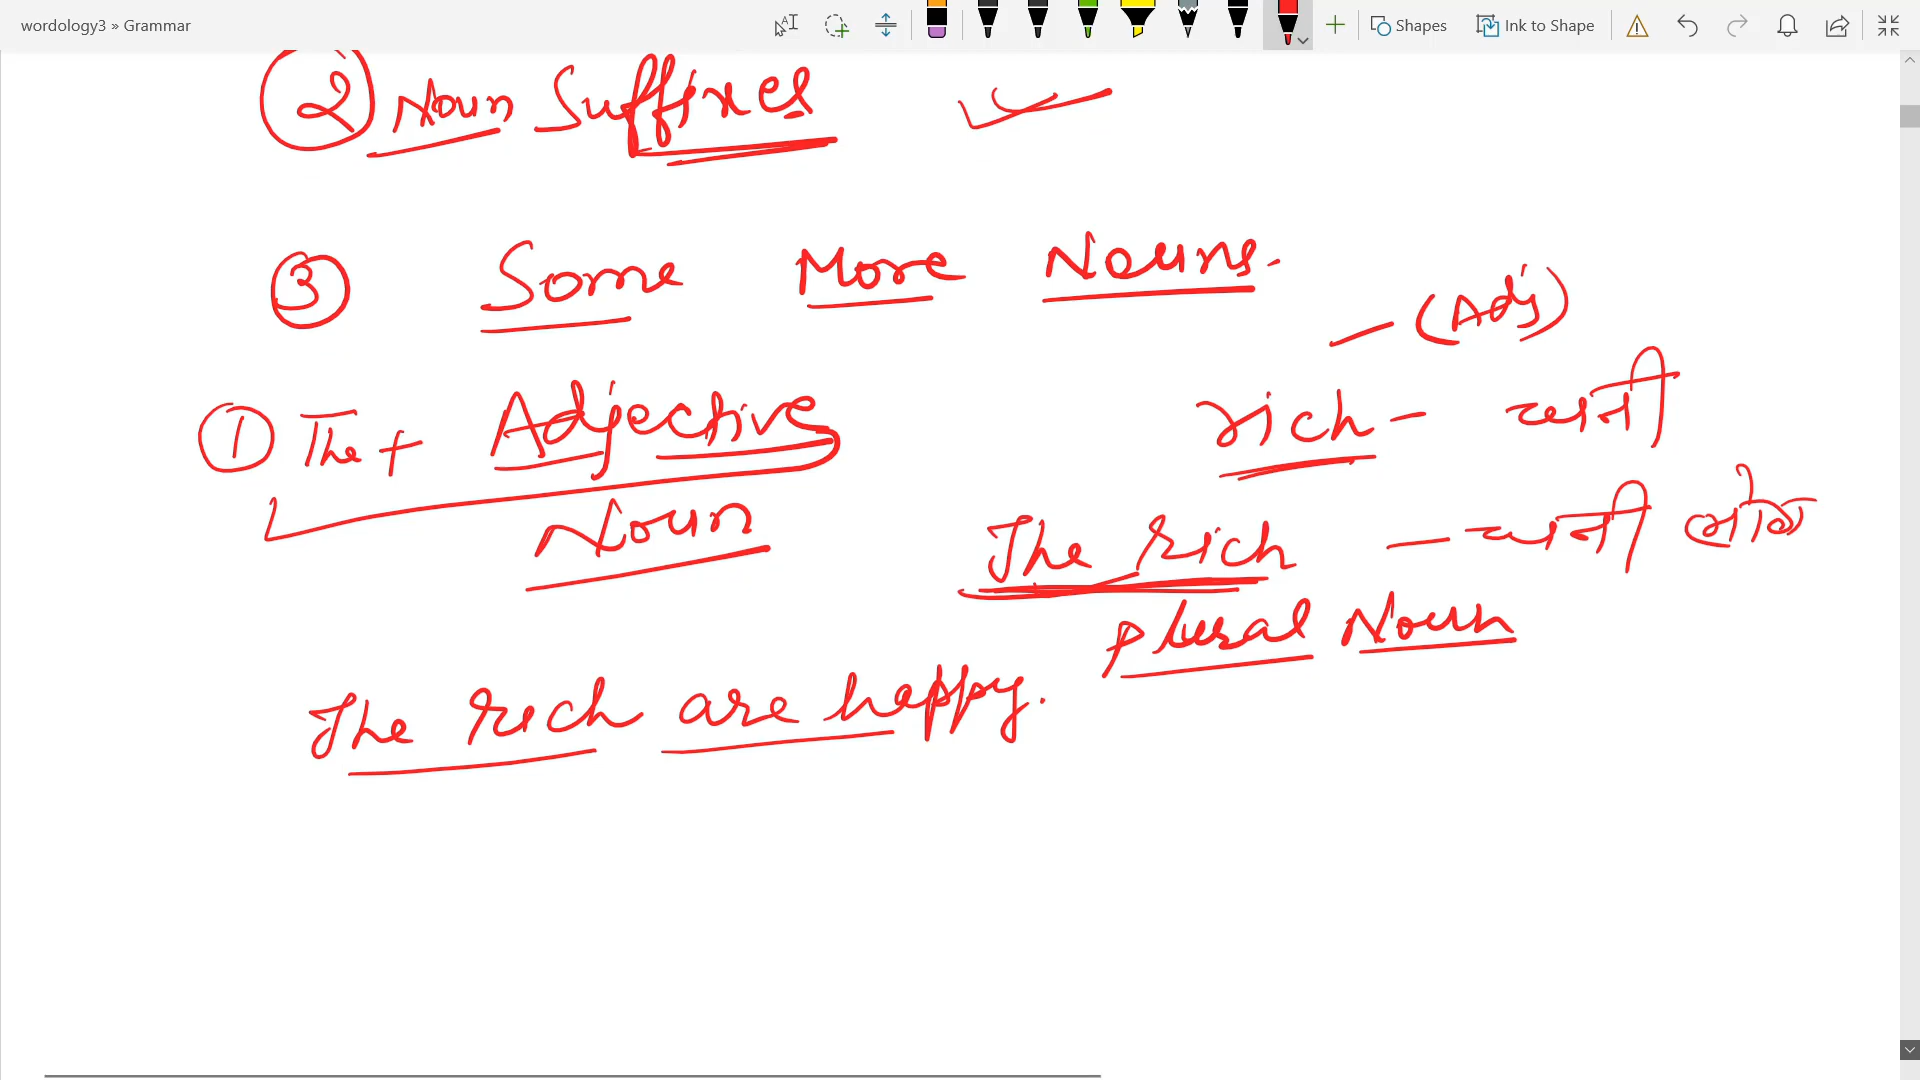 wordology3 » Grammar
Shapes
Ink to Shape
② Noun Suffixes
③ Some More Nouns.
– (Adj)
① The + Adjective
rich – धनी
Noun
The rich – धनी लोग
plural Noun
The rich are happy.